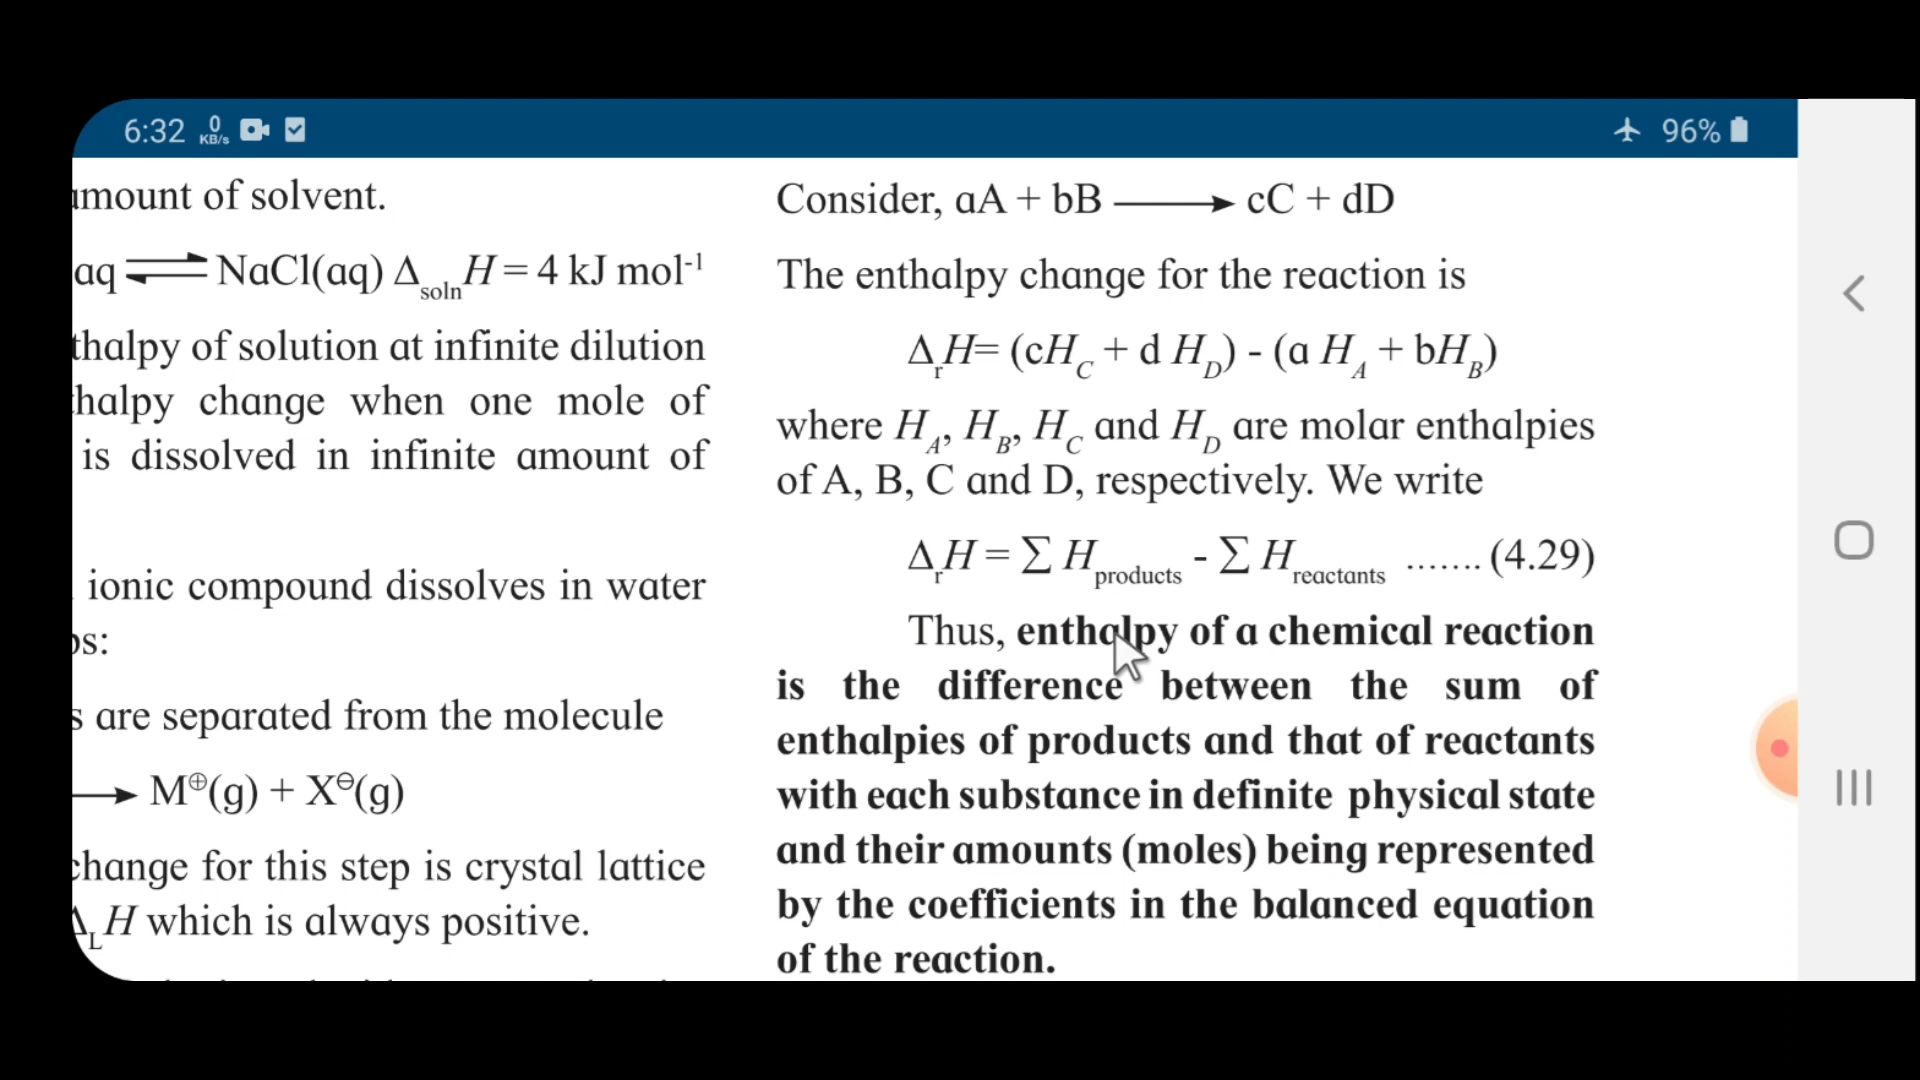 6:32 0 KB/s 96%
amount of solvent.
aq ⇌ NaCl(aq) ΔsolnH = 4 kJ mol-1
thalpy of solution at infinite dilution
halpy change when one mole of
is dissolved in infinite amount of
ionic compound dissolves in water
ps:
s are separated from the molecule
⟶ M⊕(g) + X⊖(g)
change for this step is crystal lattice
ΔLH which is always positive.
Consider, aA + bB ⟶ cC + dD
The enthalpy change for the reaction is
ΔrH= (cHC + d HD) - (a HA + bHB)
where HA, HB, HC and HD are molar enthalpies
of A, B, C and D, respectively. We write
ΔrH = ∑ Hproducts - ∑ Hreactants ....... (4.29)
Thus, enthalpy of a chemical reaction
is the difference between the sum of
enthalpies of products and that of reactants
with each substance in definite physical state
and their amounts (moles) being represented
by the coefficients in the balanced equation
of the reaction.